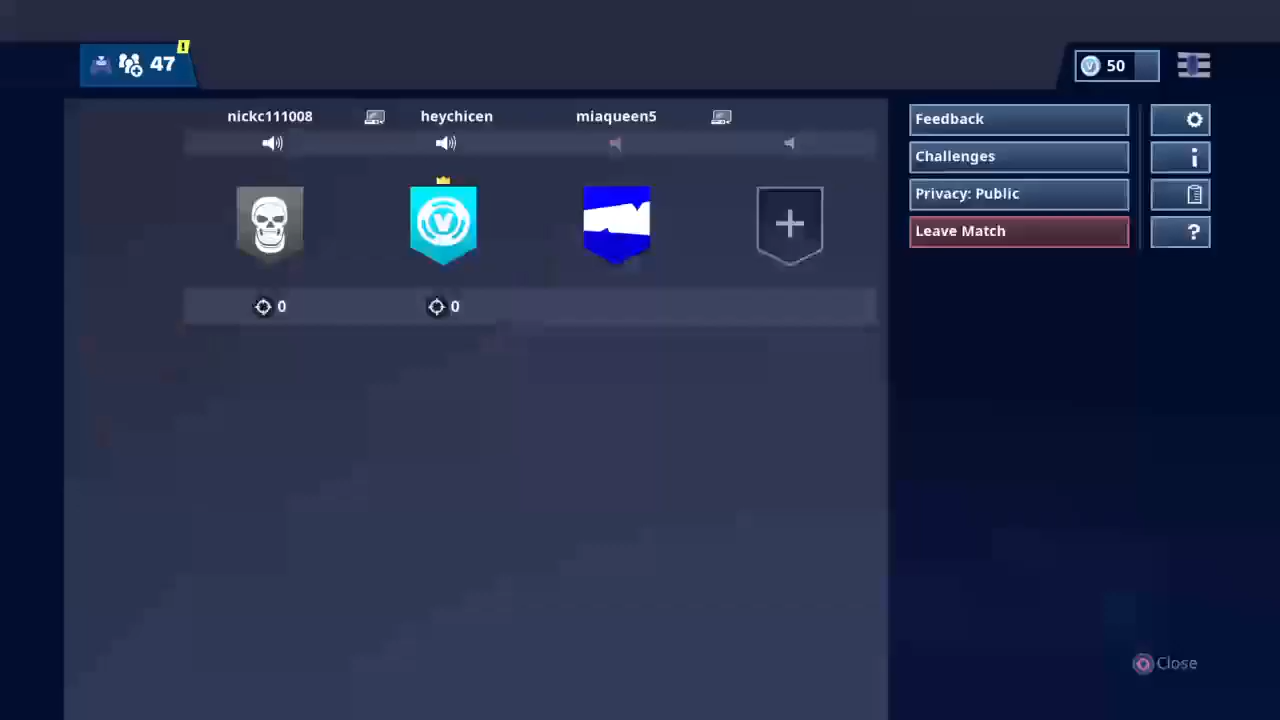 47
!
V 50
nickc111008 heychicen miaqueen5
V
0 0
Feedback
Challenges
i
Privacy: Public
Leave Match
?
Close